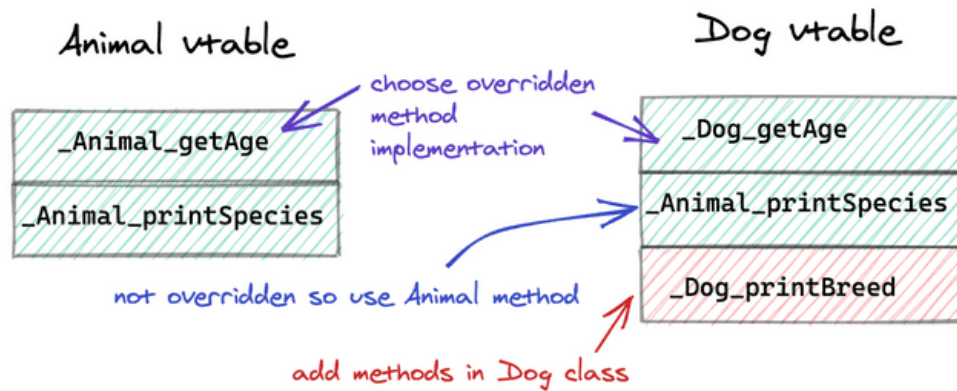 Animal vtable
Dog vtable
choose overridden
method
implementation
_Animal_getAge
_Dog_getAge
_Animal_printSpecies
_Animal_printSpecies
not overridden so use Animal method
_Dog_printBreed
add methods in Dog class